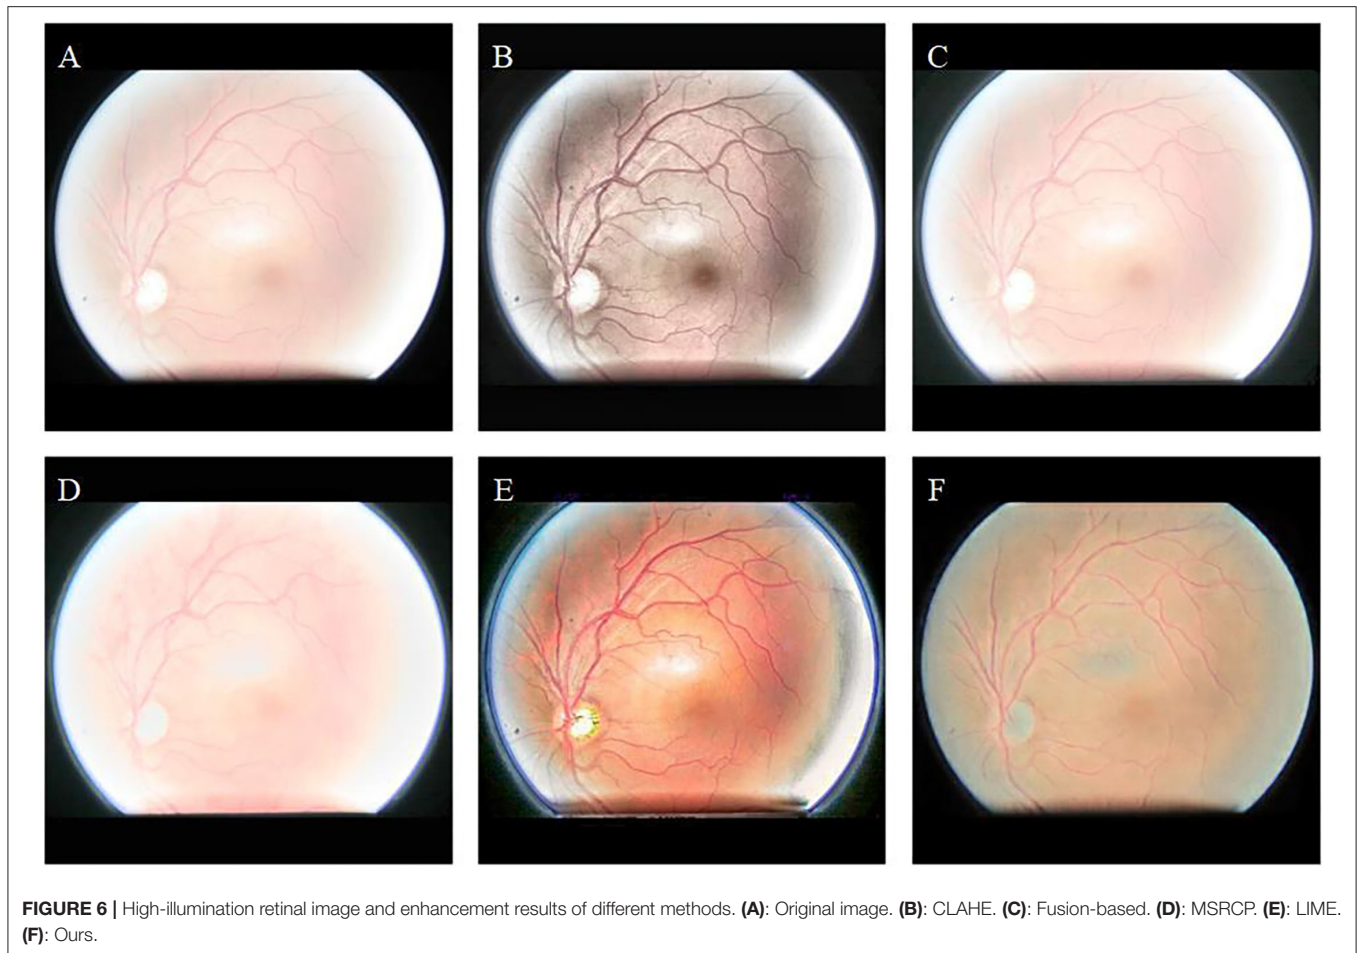 A
B
C
D
E
F
FIGURE 6 | High-illumination retinal image and enhancement results of different methods. (A): Original image. (B): CLAHE. (C): Fusion-based. (D): MSRCP. (E): LIME.
(F): Ours.